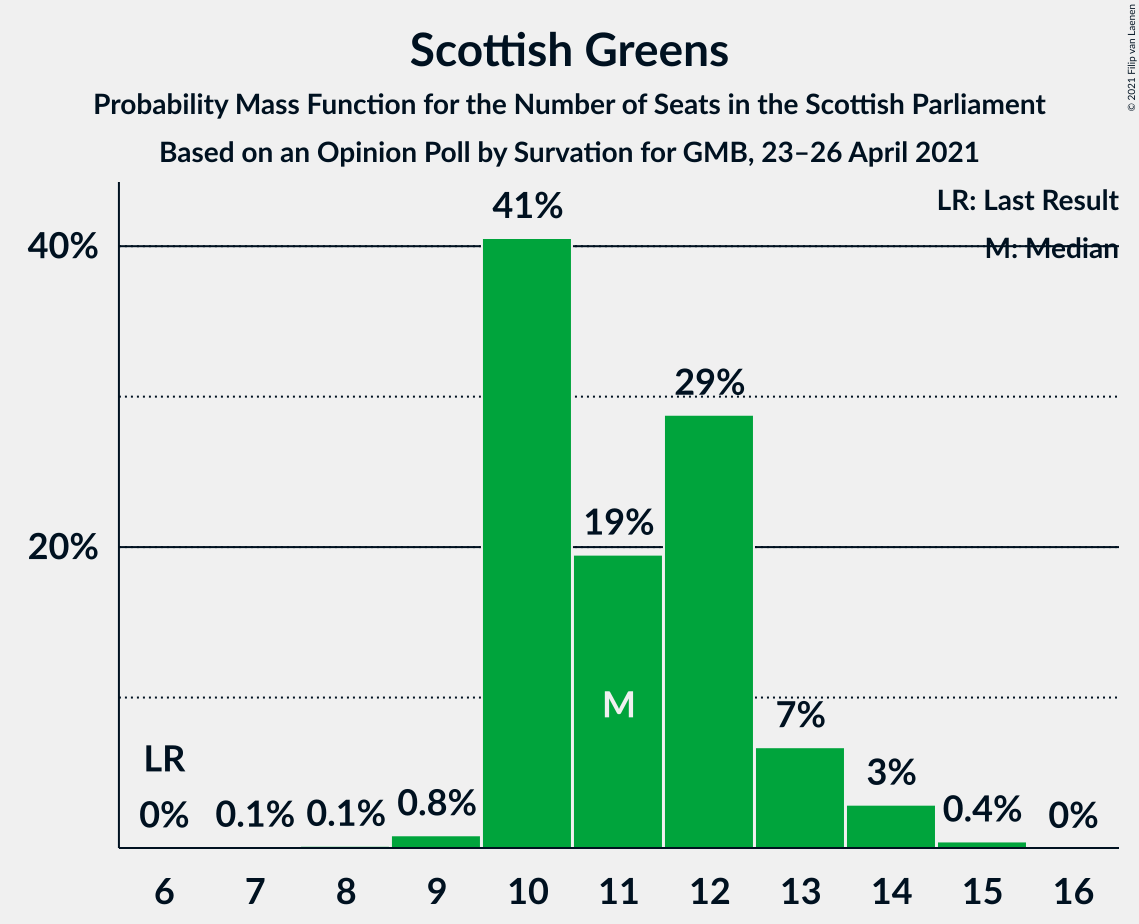 Scottish Greens
Probability Mass Function for the Number of Seats in the Scottish Parliament
Based on an Opinion Poll by Survation for GMB, 23–26 April 2021
© 2021 Filip van Laenen
LR: Last Result
M: Median
40%
20%
41%
29%
19%
M
7%
3%
LR
0%
0.1%
0.1%
0.8%
0.4%
0%
6 7 8 9 10 11 12 13 14 15 16